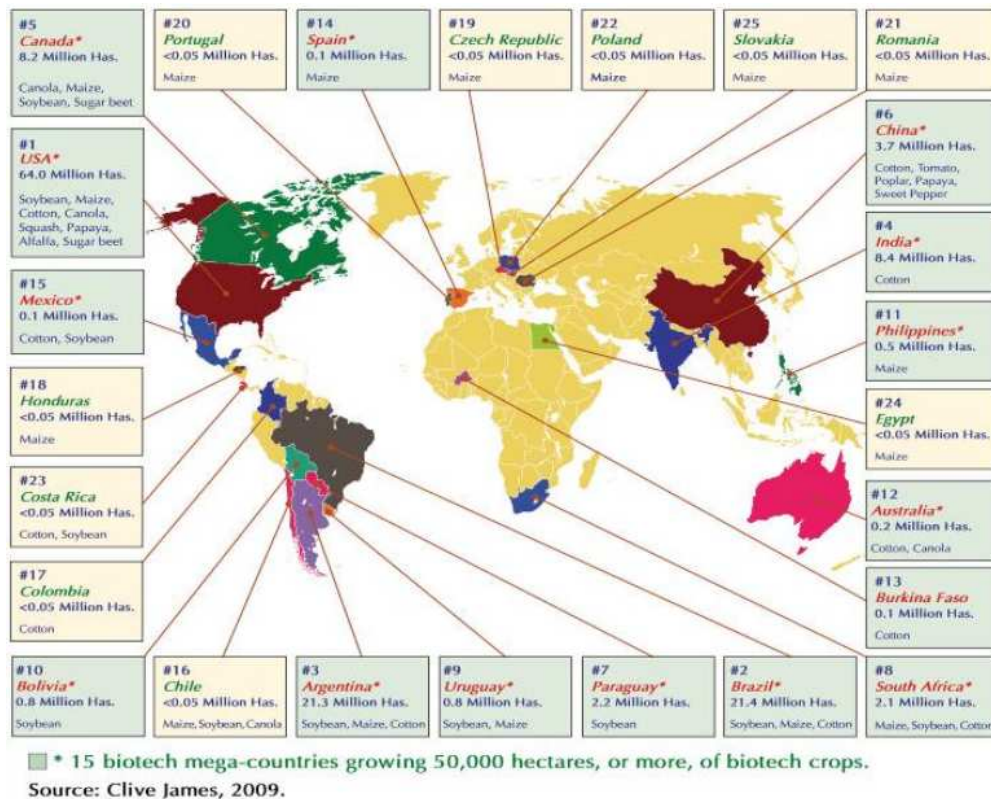 #5
Canada*
8.2 Million Has.
Canola, Maize,
Soybean, Sugar beet
#20
Portugal
<0.05 Million Has.
Maize
#14
Spain*
0.1 Million Has.
Maize
#19
Czech Republic
<0.05 Million Has.
Maize
#22
Poland
<0.05 Million Has.
Maize
#25
Slovakia
<0.05 Million Has.
Maize
#21
Romania
<0.05 Million Has.
Maize
#1
USA*
64.0 Million Has.
Soybean, Maize,
Cotton, Canola,
Squash, Papaya,
Alfalfa, Sugar beet
#6
China*
3.7 Million Has.
Cotton, Tomato,
Poplar, Papaya,
Sweet Pepper
#4
India*
8.4 Million Has.
Cotton
#15
Mexico*
0.1 Million Has.
Cotton, Soybean
#11
Philippines*
0.5 Million Has.
Maize
#18
Honduras
<0.05 Million Has.
Maize
#24
Egypt
<0.05 Million Has.
Maize
#23
Costa Rica
<0.05 Million Has.
Cotton, Soybean
#12
Australia*
0.2 Million Has.
Cotton, Canola
#17
Colombia
<0.05 Million Has.
Cotton
#13
Burkina Faso
0.1 Million Has.
Cotton
#10
Bolivia*
0.8 Million Has.
Soybean
#16
Chile
<0.05 Million Has.
Maize, Soybean, Canola
#3
Argentina*
21.3 Million Has.
Soybean, Maize, Cotton
#9
Uruguay*
0.8 Million Has.
Soybean, Maize
#7
Paraguay*
2.2 Million Has.
Soybean
#2
Brazil*
21.4 Million Has.
Soybean, Maize, Cotton
#8
South Africa*
2.1 Million Has.
Maize, Soybean, Cotton
* 15 biotech mega-countries growing 50,000 hectares, or more, of biotech crops.
Source: Clive James, 2009.